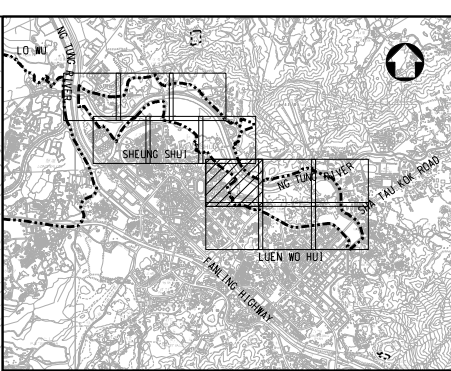 LO WU
NG TUNG RIVER
SHEUNG SHUI
NG TUNG RIVER
SHA TAU KOK ROAD
LUEN WO HUI
FANLING HIGHWAY